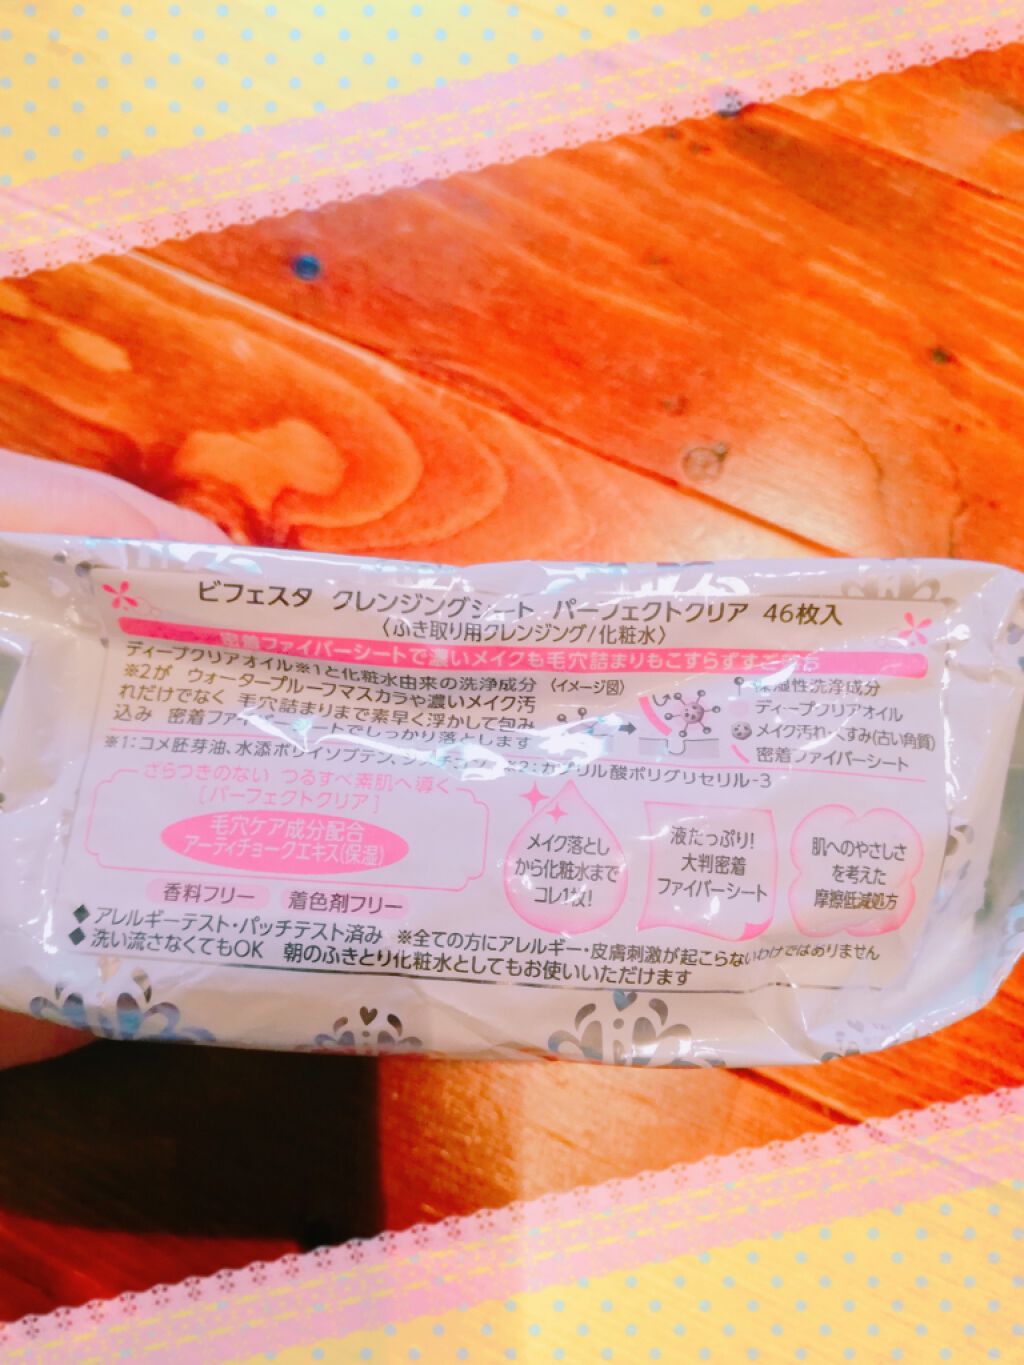 ビフェスタ クレンジングシート パーフェクトクリア 46枚入
〈ふき取り用クレンジング/化粧水〉
密着ファイバーシートで濃いメイクも毛穴詰まりもこすらずすご落ち
ディープクリアオイル※1と化粧水由来の洗浄成分
※2が ウォータープルーフマスカラや濃いメイク汚
れだけでなく 毛穴詰まりまで素早く浮かして包み
込み 密着ファイバーシートでしっかり落とします
〈イメージ図〉
保湿性洗浄成分
ディープクリアオイル
メイク汚れ・くすみ(古い角質)
密着ファイバーシート
※1:コメ胚芽油、水添ポリイソブテン、 ※2:カプリル酸ポリグリセリル-3
ざらつきのない つるすべ素肌へ導く
[パーフェクトクリア]
毛穴ケア成分配合
アーティチョークエキス(保湿)
香料フリー 着色剤フリー
メイク落とし
から化粧水まで
コレ1枚!
液たっぷり!
大判密着
ファイバーシート
肌へのやさしさ
を考えた
摩擦低減処方
◆アレルギーテスト・パッチテスト済み ※全ての方にアレルギー・皮膚刺激が起こらないわけではありません
◆洗い流さなくてもOK 朝のふきとり化粧水としてもお使いいただけます